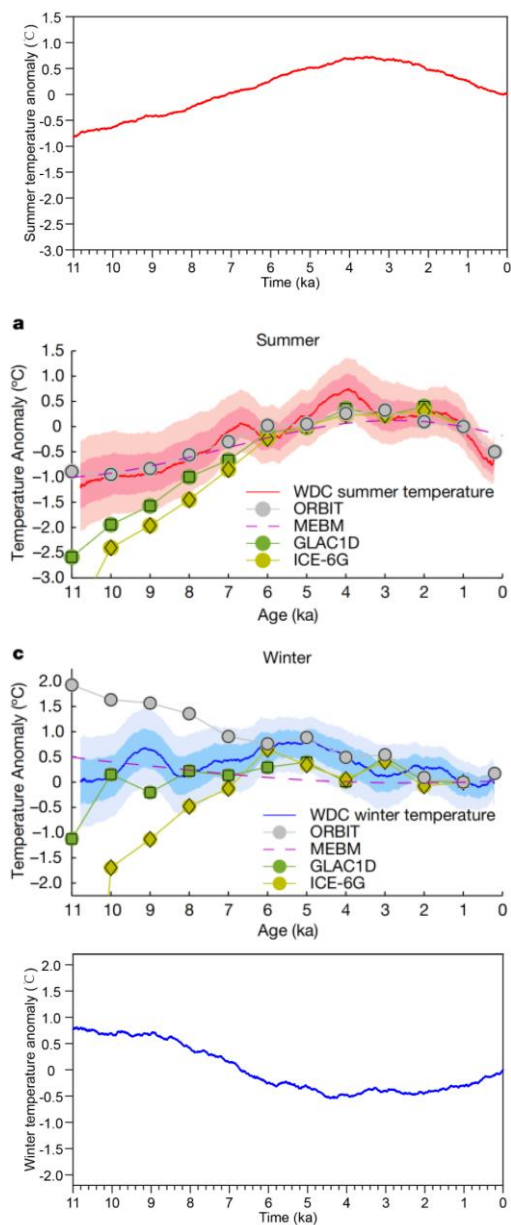 Summer temperature anomaly (℃)
1.5
1.0
0.5
0
-0.5
-1.0
-1.5
-2.0
-2.5
-3.0
11 10 9 8 7 6 5 4 3 2 1 0
Time (ka)
a
Summer
Temperature Anomaly (ºC)
1.5
1.0
0.5
0.0
-0.5
-1.0
-1.5
-2.0
-2.5
-3.0
WDC summer temperature
ORBIT
MEBM
GLAC1D
ICE-6G
11 10 9 8 7 6 5 4 3 2 1 0
Age (ka)
c
Winter
Temperature Anomaly (ºC)
2.0
1.5
1.0
0.5
0.0
-0.5
-1.0
-1.5
-2.0
WDC winter temperature
ORBIT
MEBM
GLAC1D
ICE-6G
11 10 9 8 7 6 5 4 3 2 1 0
Age (ka)
Winter temperature anomaly (℃)
2.0
1.5
1.0
0.5
0
-0.5
-1.0
-1.5
-2.0
11 10 9 8 7 6 5 4 3 2 1 0
Time (ka)